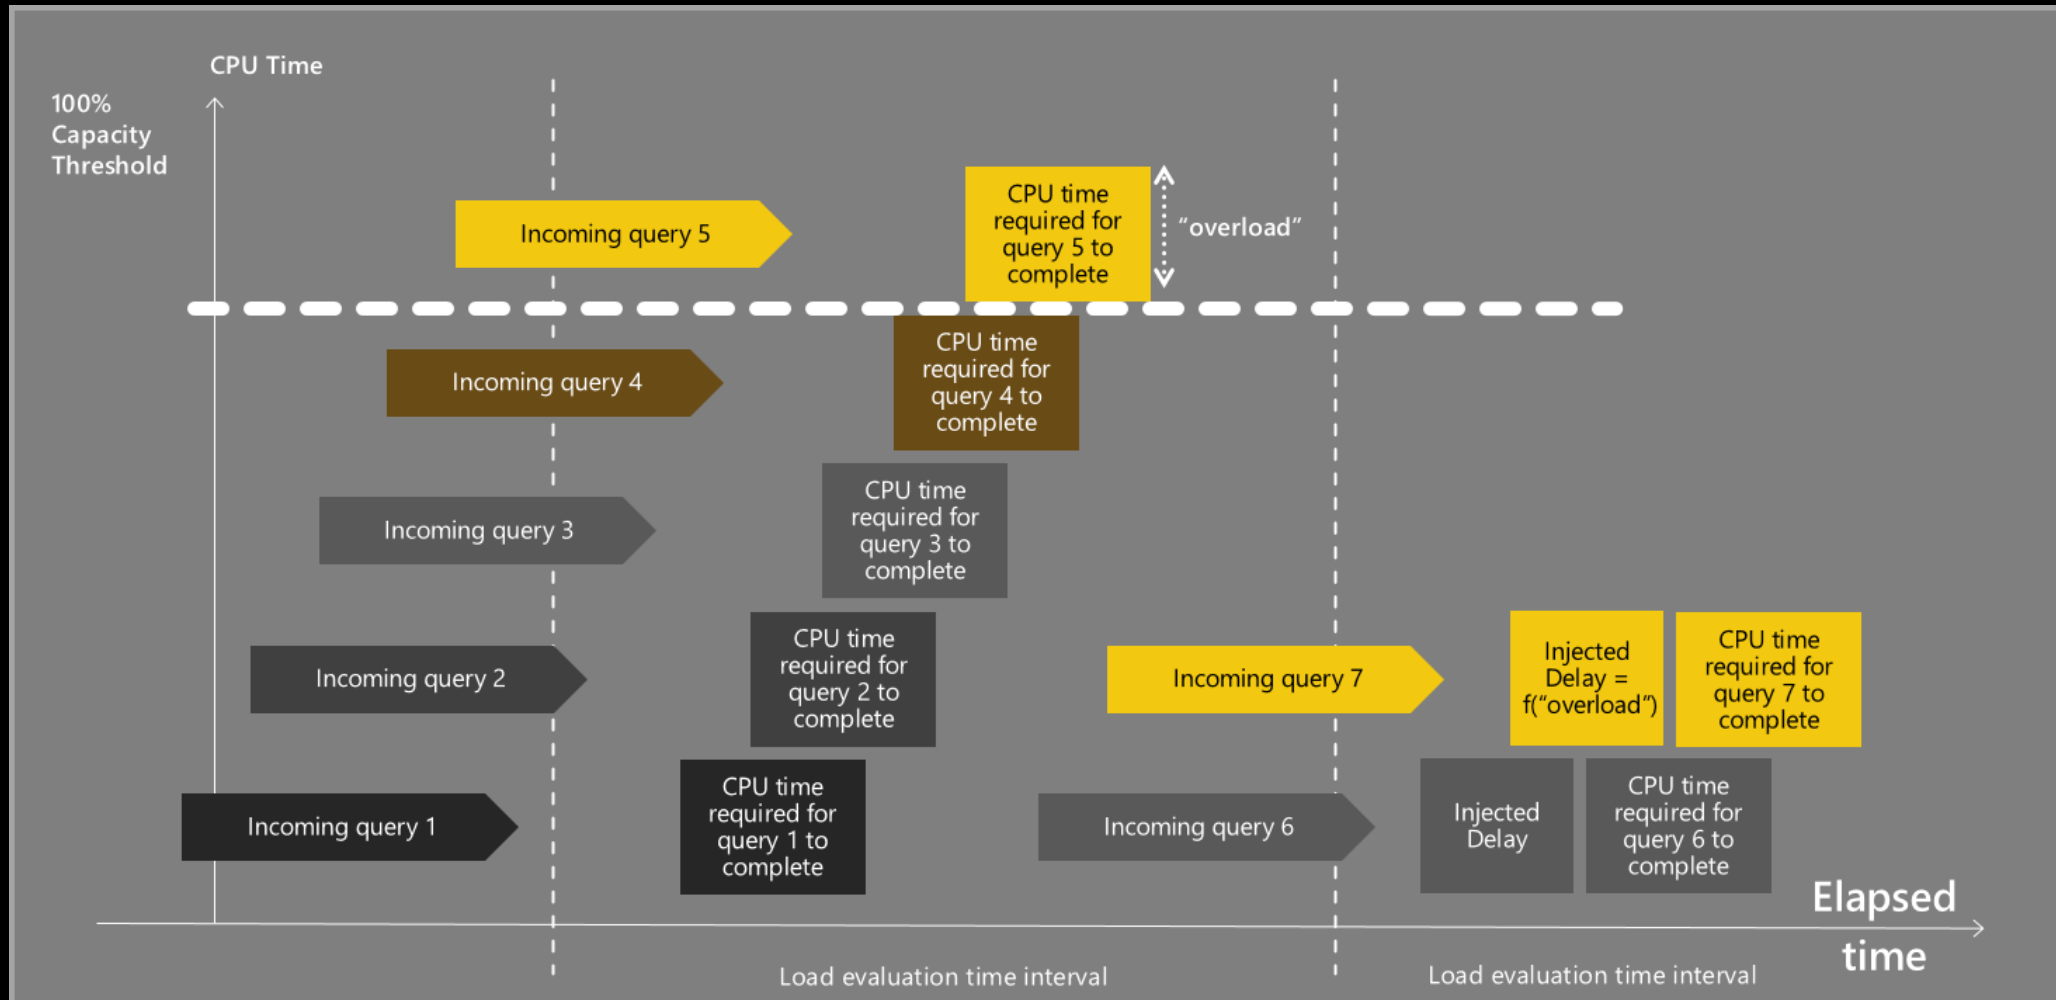 CPU Time
100%
Capacity
Threshold
CPU time
required for
query 5 to
complete
Incoming query 5
“overload”
CPU time
required for
query 4 to
complete
Incoming query 4
CPU time
required for
query 3 to
complete
Incoming query 3
CPU time
required for
query 2 to
complete
Incoming query 2
Incoming query 7
Injected
Delay =
f(“overload”)
CPU time
required for
query 7 to
complete
CPU time
required for
query 1 to
complete
Incoming query 1
Incoming query 6
Injected
Delay
CPU time
required for
query 6 to
complete
Elapsed
time
Load evaluation time interval
Load evaluation time interval